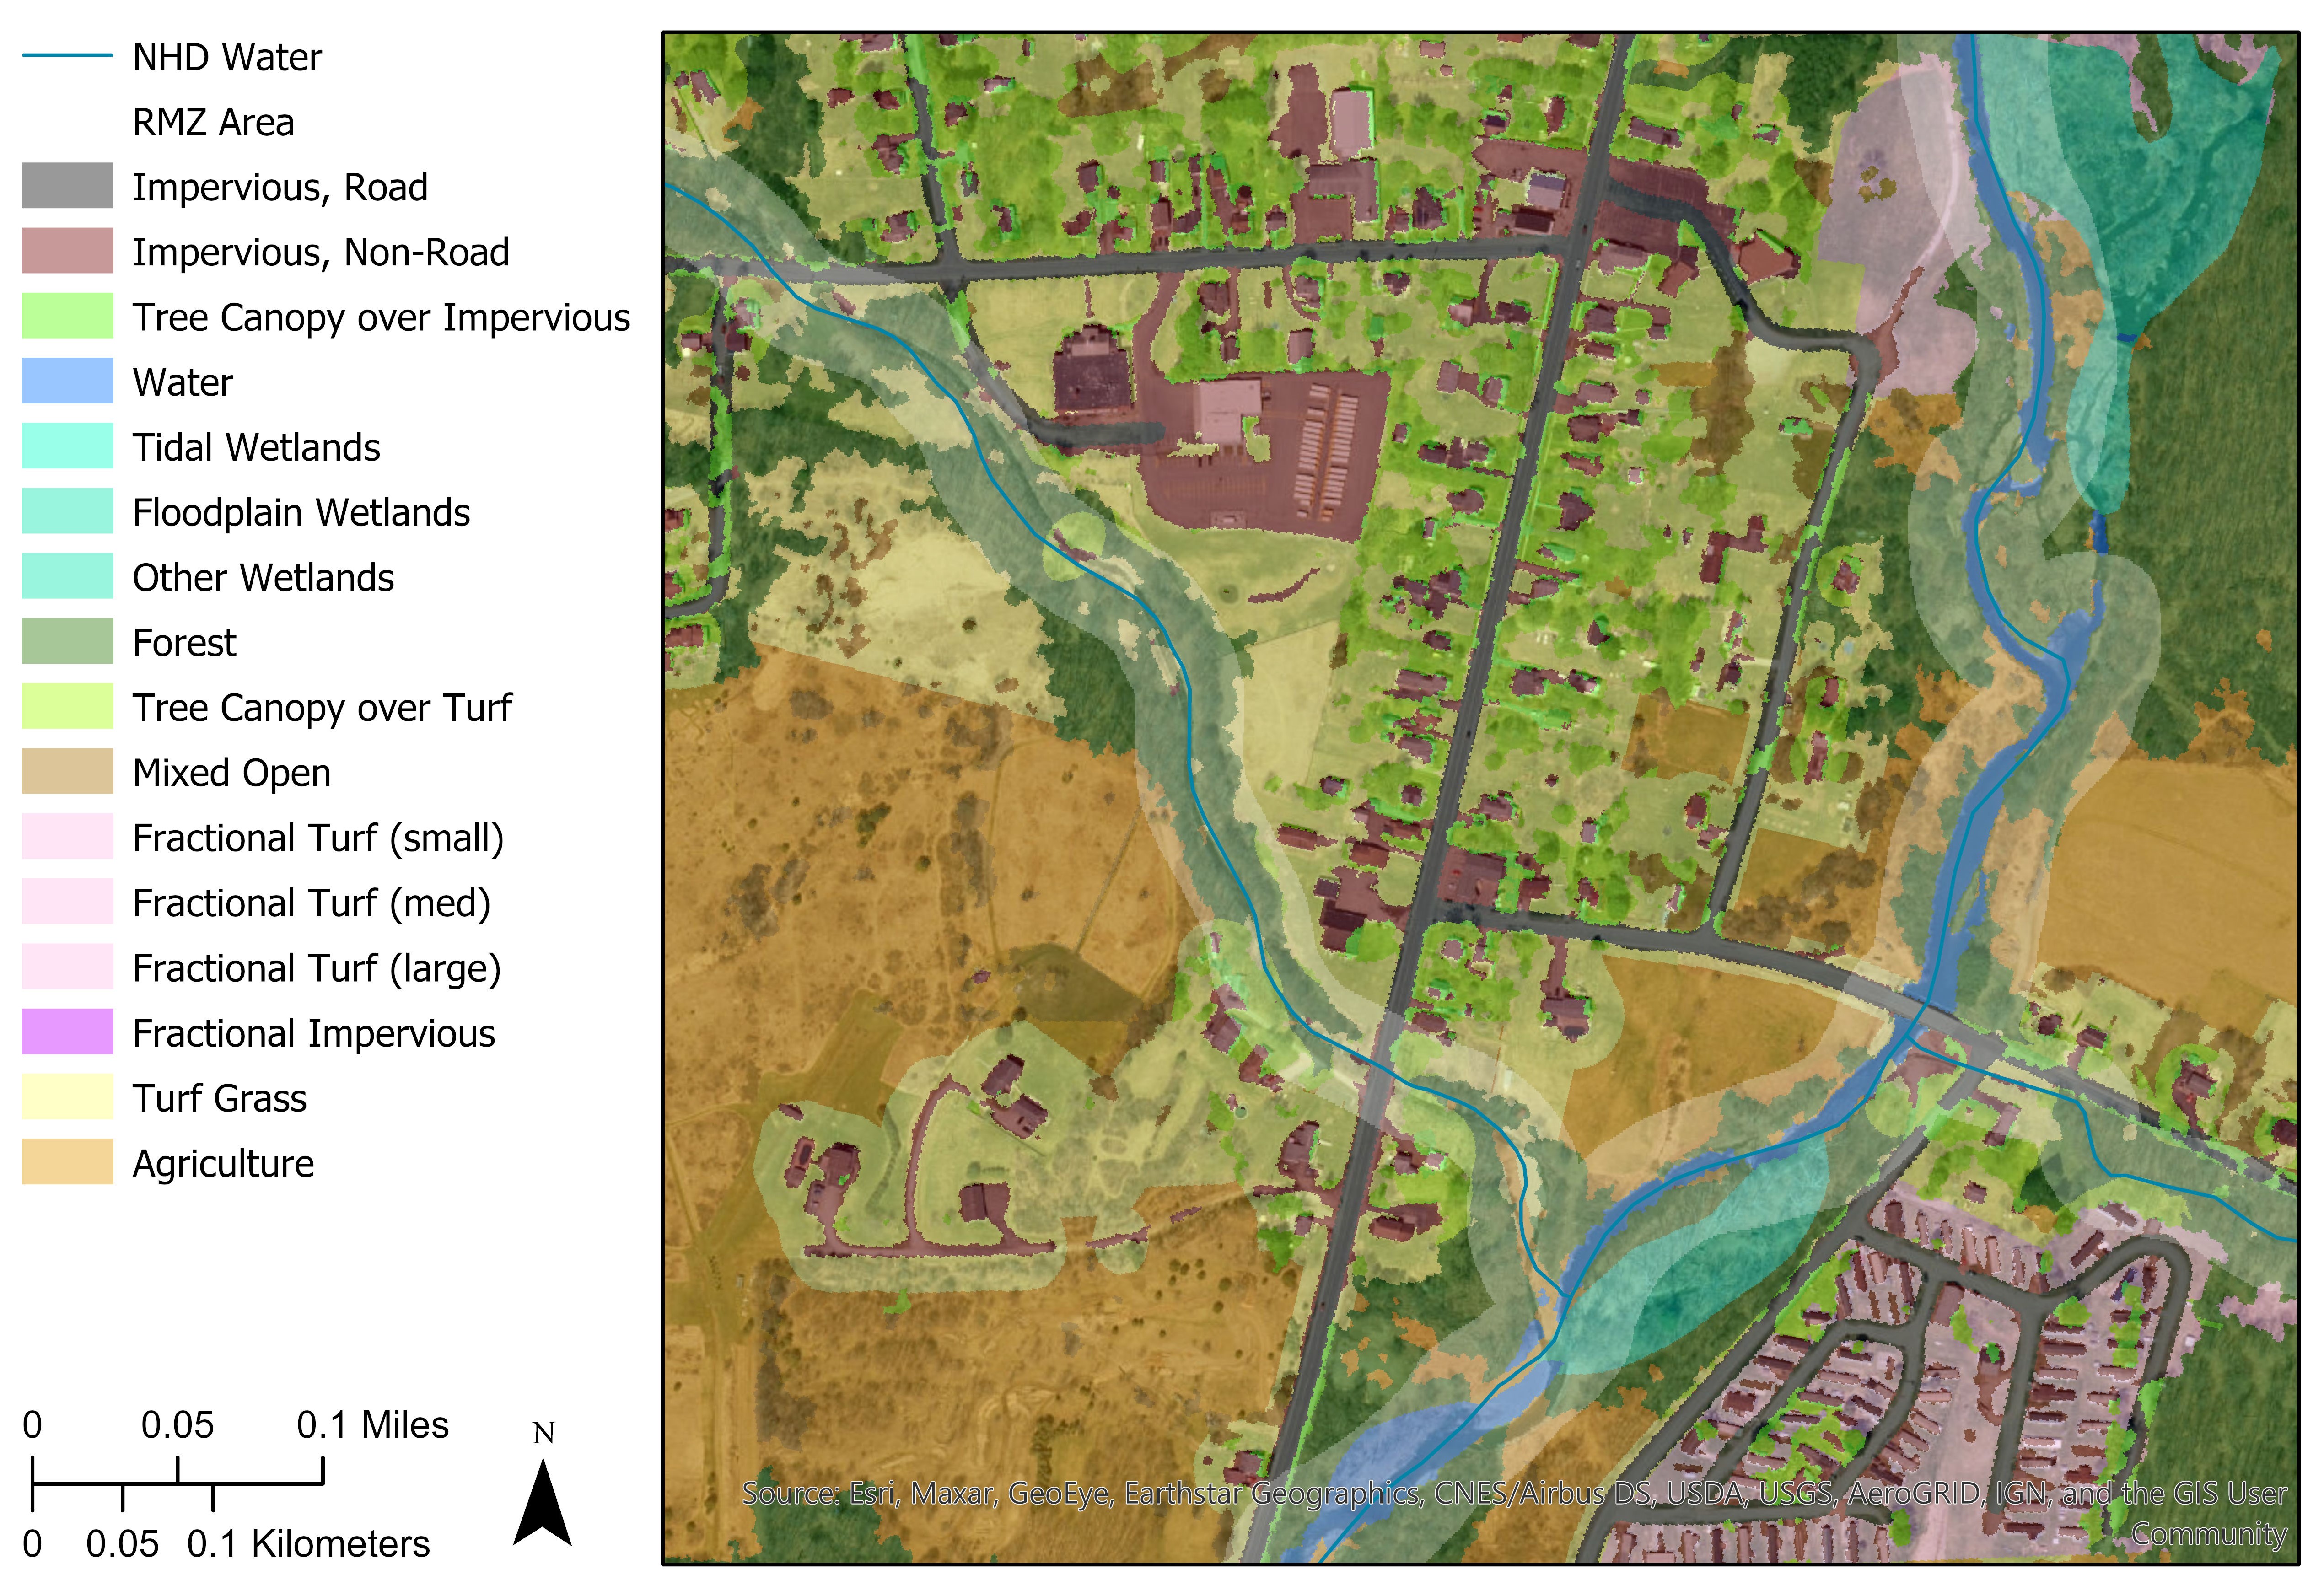 NHD Water
RMZ Area
Impervious, Road
Impervious, Non-Road
Tree Canopy over Impervious
Water
Tidal Wetlands
Floodplain Wetlands
Other Wetlands
Forest
Tree Canopy over Turf
Mixed Open
Fractional Turf (small)
Fractional Turf (med)
Fractional Turf (large)
Fractional Impervious
Turf Grass
Agriculture
0 0.05 0.1 Miles
0 0.05 0.1 Kilometers
N
Source: Esri, Maxar, GeoEye, Earthstar Geographics, CNES/Airbus DS, USDA, USGS, AeroGRID, IGN, and the GIS User
Community